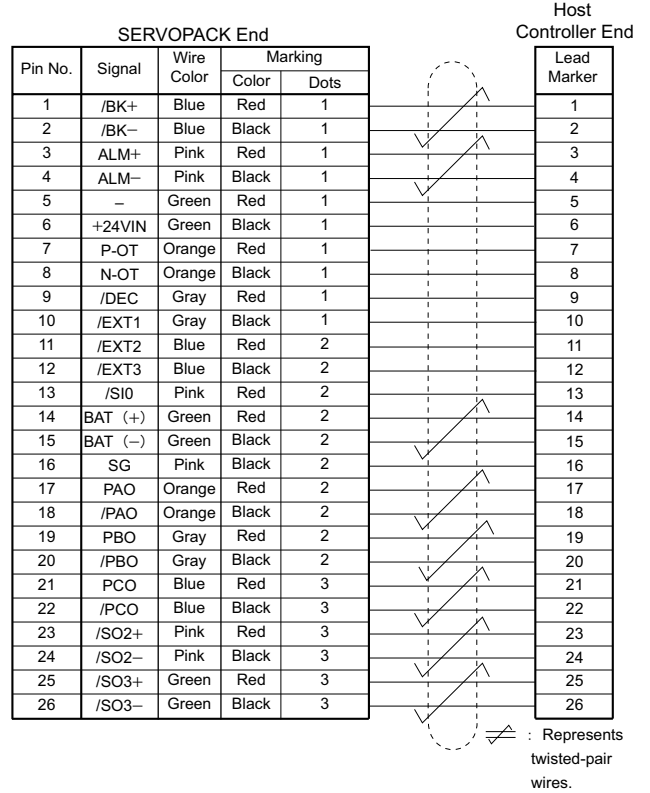 Host
Controller End
SERVOPACK End
Pin No. Signal Wire Color Marking Lead Marker
Color Dots
1 /BK+ Blue Red 1 1
2 /BK− Blue Black 1 2
3 ALM+ Pink Red 1 3
4 ALM− Pink Black 1 4
5 – Green Red 1 5
6 +24VIN Green Black 1 6
7 P-OT Orange Red 1 7
8 N-OT Orange Black 1 8
9 /DEC Gray Red 1 9
10 /EXT1 Gray Black 1 10
11 /EXT2 Blue Red 2 11
12 /EXT3 Blue Black 2 12
13 /SI0 Pink Red 2 13
14 BAT (+) Green Red 2 14
15 BAT (−) Green Black 2 15
16 SG Pink Black 2 16
17 PAO Orange Red 2 17
18 /PAO Orange Black 2 18
19 PBO Gray Red 2 19
20 /PBO Gray Black 2 20
21 PCO Blue Red 3 21
22 /PCO Blue Black 3 22
23 /SO2+ Pink Red 3 23
24 /SO2− Pink Black 3 24
25 /SO3+ Green Red 3 25
26 /SO3− Green Black 3 26
: Represents
twisted-pair
wires.